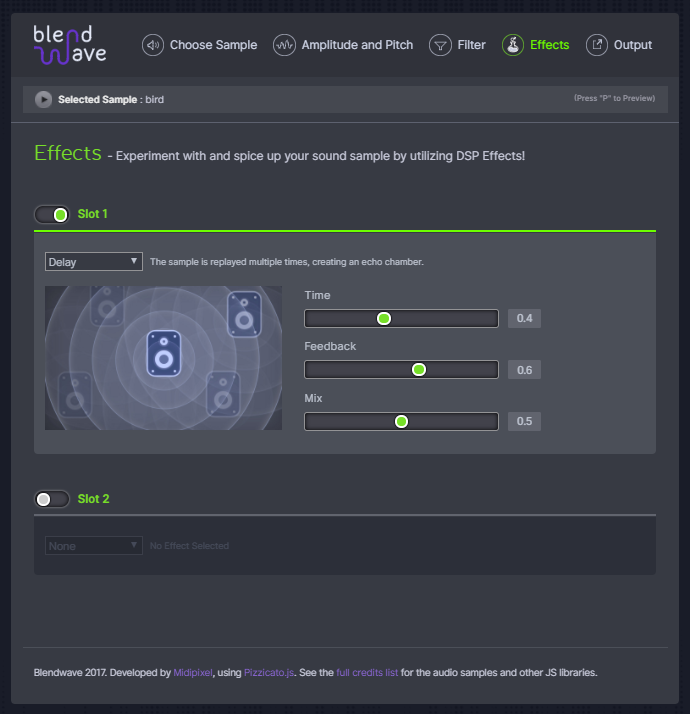 blend
wave
Choose Sample
Amplitude and Pitch
Filter
Effects
Output
Selected Sample : bird
(Press "P" to Preview)
Effects - Experiment with and spice up your sound sample by utilizing DSP Effects!
Slot 1
Delay
The sample is replayed multiple times, creating an echo chamber.
Time
0.4
Feedback
0.6
Mix
0.5
Slot 2
None
No Effect Selected
Blendwave 2017. Developed by Midipixel, using Pizzicato.js. See the full credits list for the audio samples and other JS libraries.